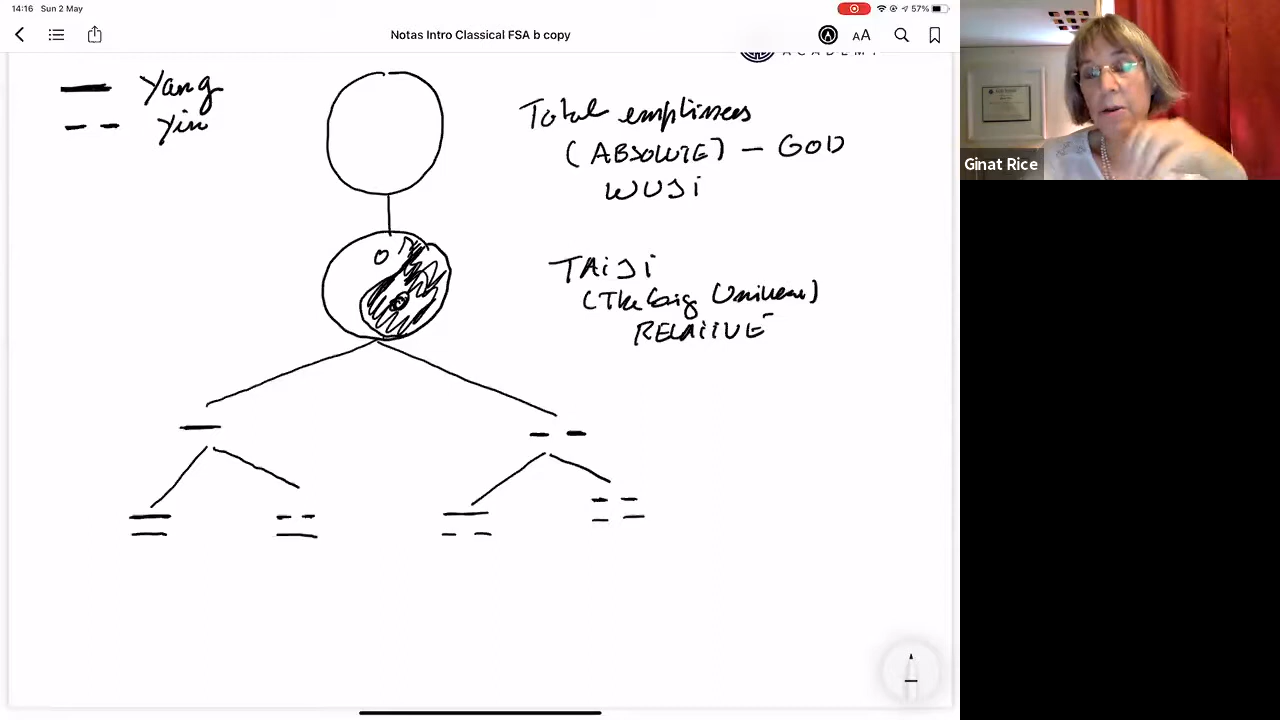 14:16 Sun 2 May
57%
Notas Intro Classical FSA b copy
AA
ACADEMY
Yang
Yin
Total emptiness
(ABSOLUTE) — GOD
WUJi
TAiJi
(The big Universe)
RELATIVE
Ginat Rice